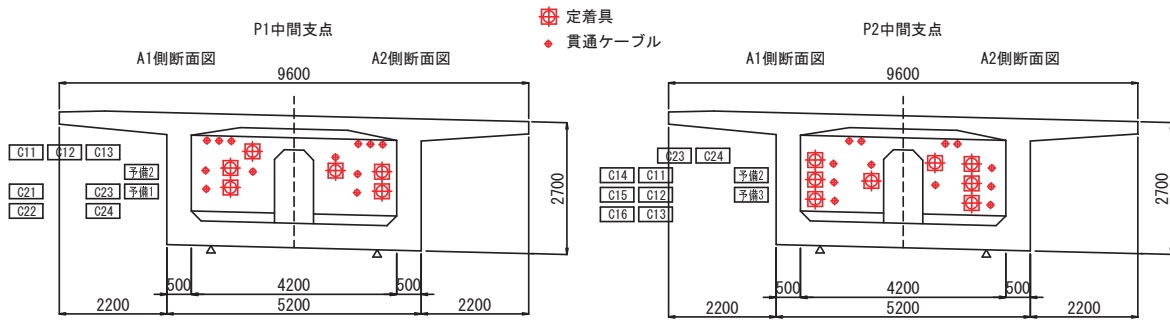 定着具
貫通ケーブル
P1中間支点
A1側断面図 A2側断面図
9600
C11 C12 C13
予備2
C21 C23 予備1
C22 C24
2700
500 4200 500
2200 5200 2200
P2中間支点
A1側断面図 A2側断面図
9600
C23 C24
C14 C11 予備2
C15 C12 予備3
C16 C13
2700
500 4200 500
2200 5200 2200